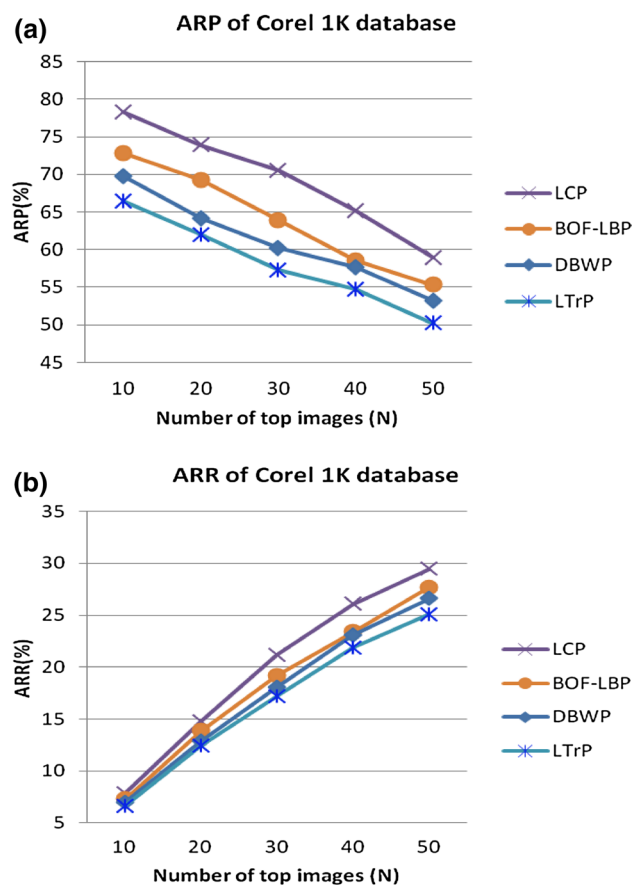 (a)
ARP of Corel 1K database
ARP(%)
85
80
75
70
65
60
55
50
45
10 20 30 40 50
Number of top images (N)
LCP
BOF-LBP
DBWP
LTrP
(b)
ARR of Corel 1K database
ARR(%)
35
30
25
20
15
10
5
10 20 30 40 50
Number of top images (N)
LCP
BOF-LBP
DBWP
LTrP